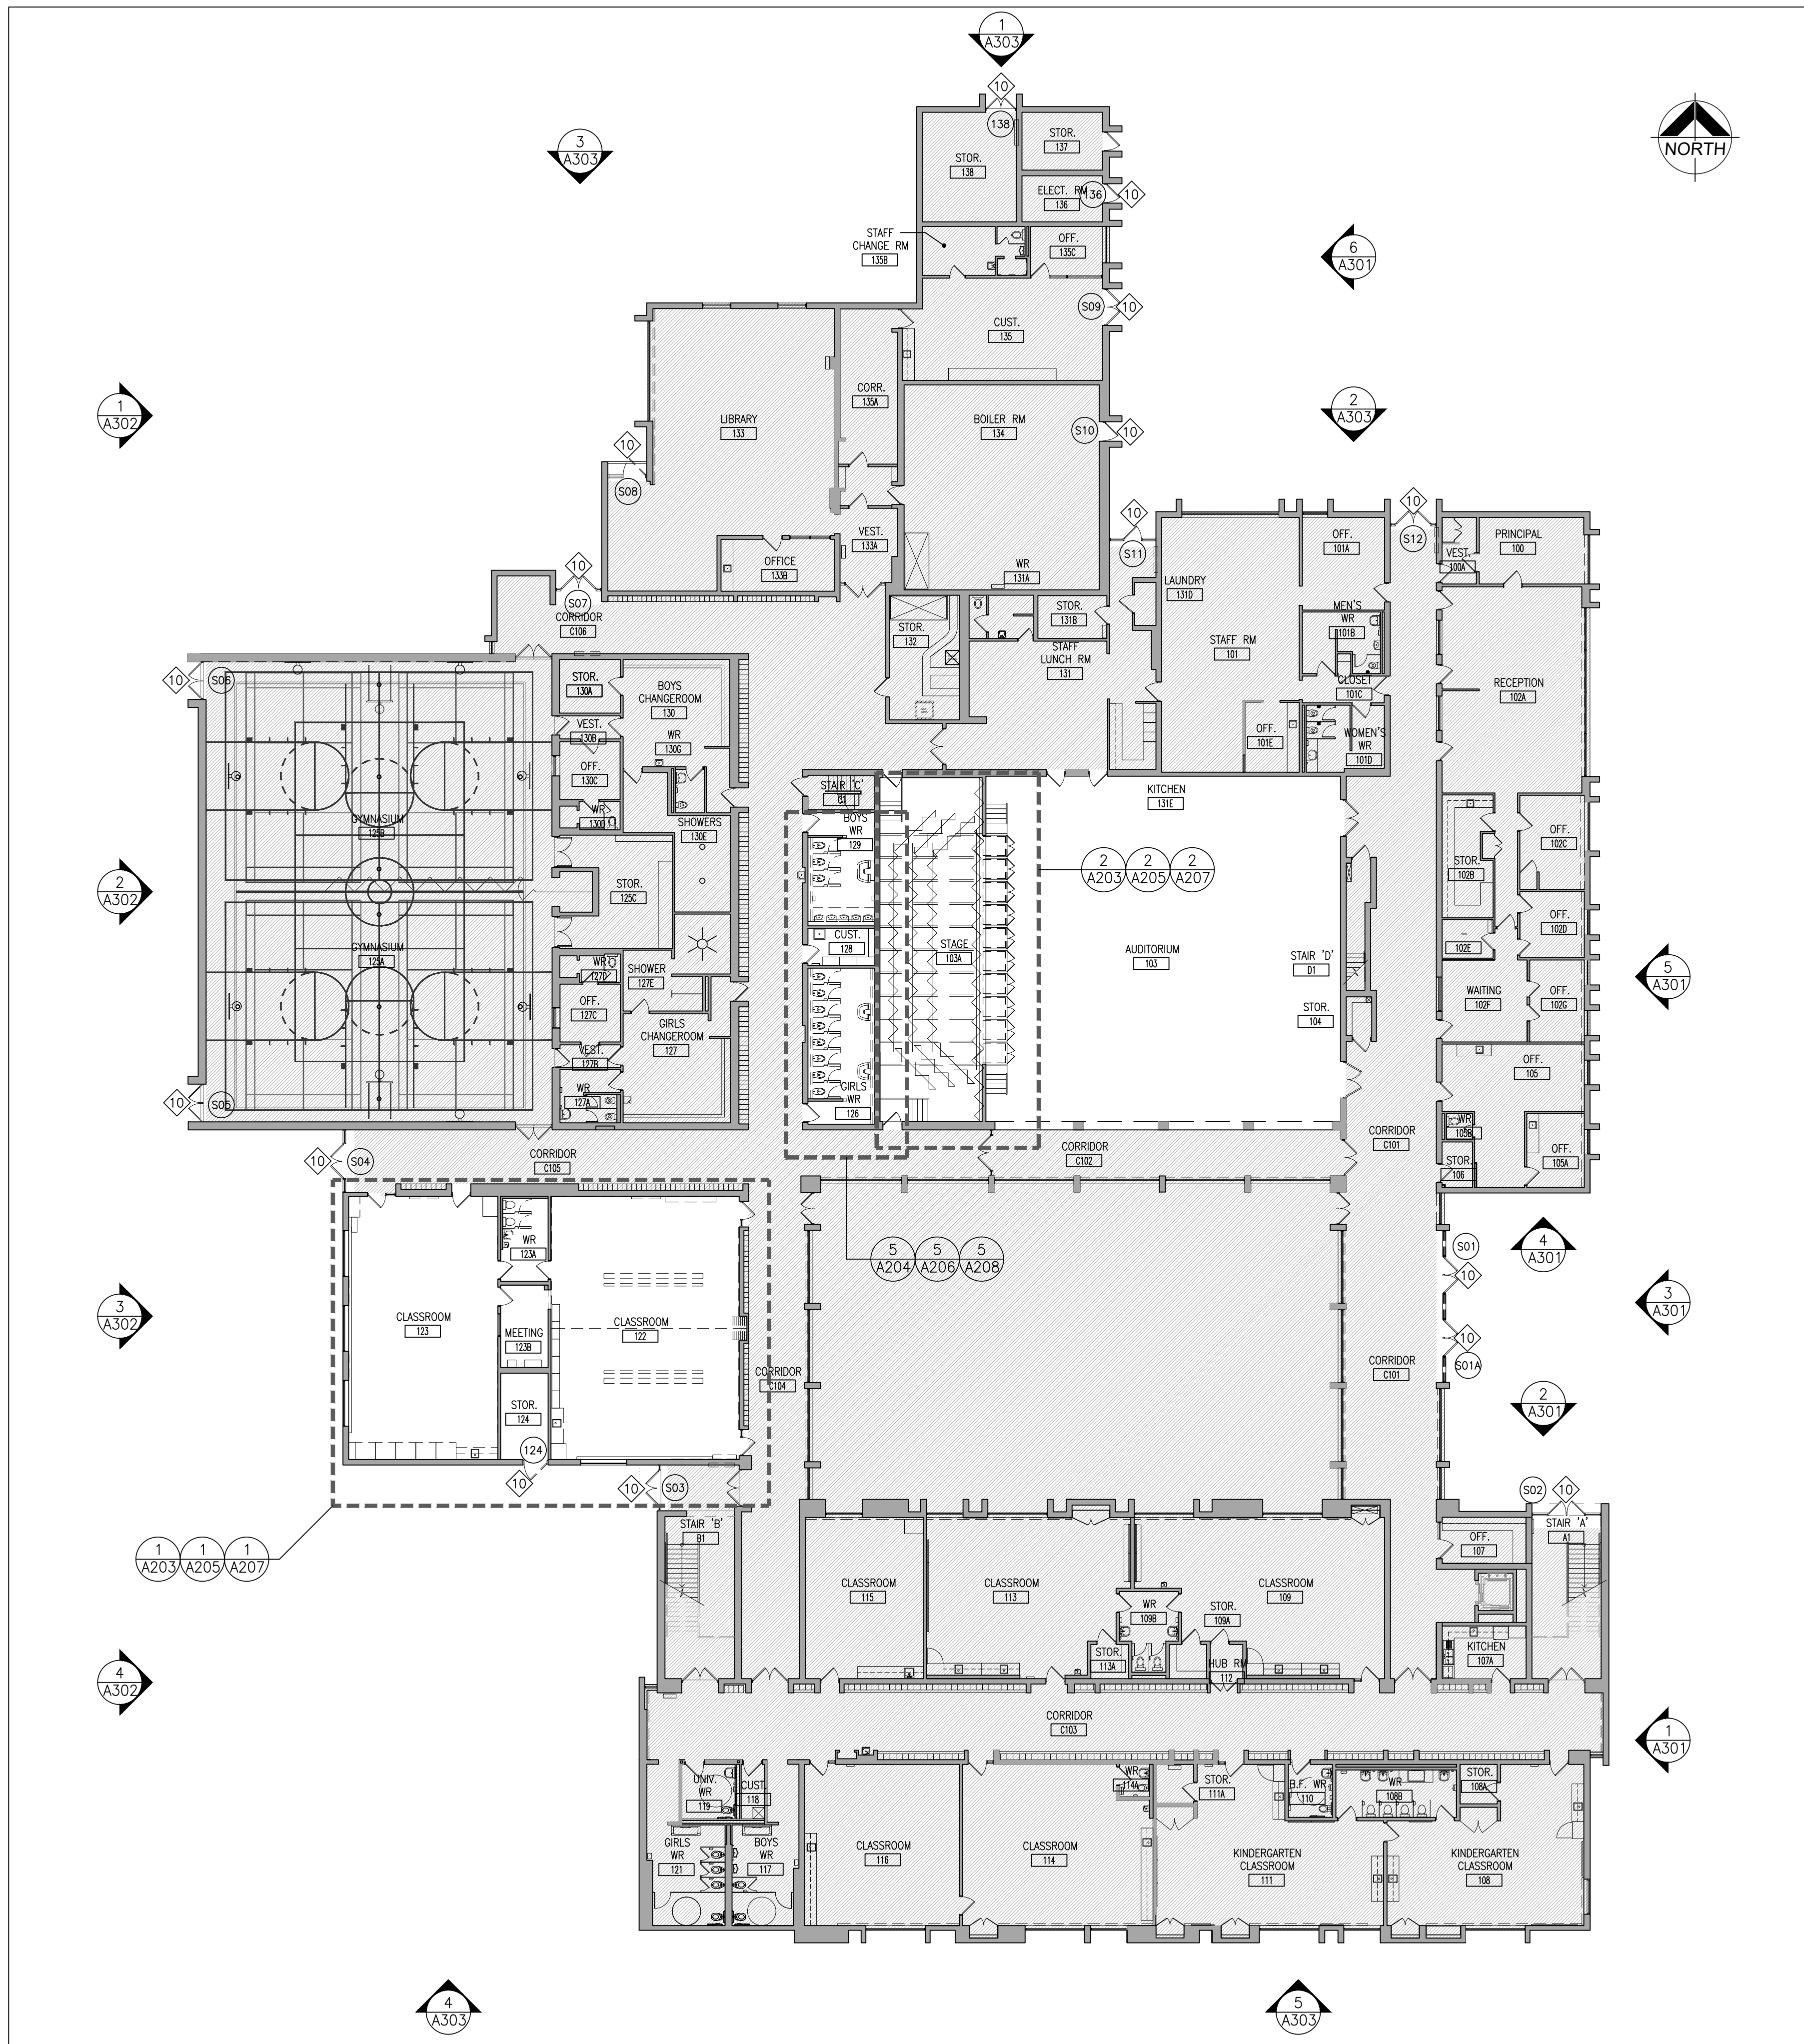 1
A303
10
138
3
A303
NORTH
STOR.
137
STOR.
138
ELECT. RM
136
136
10
STAFF
CHANGE RM
135B
OFF.
135C
6
A301
S09
10
CUST.
135
1
A302
CORR.
135A
LIBRARY
133
BOILER RM
134
S10
10
2
A303
10
S08
10
S11
10
S12
VEST.
133A
OFFICE
133B
WR
131A
OFF.
101A
VEST.
100A
PRINCIPAL
100
LAUNDRY
131D
10
S07
CORRIDOR
C106
STOR.
132
STOR.
131B
MEN'S
WR
101B
STAFF RM
101
STAFF
LUNCH RM
131
CLOSET
101C
RECEPTION
102A
10
S06
STOR.
130A
BOYS
CHANGEROOM
130
VEST.
130B
WR
130G
OFF.
130C
OFF.
101E
WOMEN'S
WR
101D
STAIR 'C'
C1
KITCHEN
131E
WR
130D
GYMNASIUM
125B
SHOWERS
130E
BOYS
WR
129
OFF.
102C
STOR.
102B
2
A203
2
A205
2
A207
2
A302
STOR.
125C
OFF.
102D
CUST.
128
STAGE
103A
AUDITORIUM
103
STAIR 'D'
D1
–
102E
GYMNASIUM
125A
WR
127D
SHOWER
127E
5
A301
OFF.
127C
WAITING
102F
OFF.
102G
STOR.
104
GIRLS
CHANGEROOM
127
VEST.
127B
OFF.
105
WR
127A
GIRLS
WR
126
10
S05
WR
105B
CORRIDOR
C101
CORRIDOR
C105
CORRIDOR
C102
OFF.
105A
STOR.
106
10
S04
WR
123A
5
A204
5
A206
5
A208
4
A301
S01
10
3
A302
CLASSROOM
123
MEETING
123B
CLASSROOM
122
3
A301
10
S01A
CORRIDOR
C104
CORRIDOR
C101
STOR.
124
2
A301
124
10
10
S03
S02
10
STAIR 'B'
B1
STAIR 'A'
A1
OFF.
107
1
A203
1
A205
1
A207
CLASSROOM
115
CLASSROOM
113
CLASSROOM
109
WR
109B
STOR.
109A
STOR.
113A
HUB RM
112
KITCHEN
107A
4
A302
CORRIDOR
C103
1
A301
UNIV.
WR
119
CUST.
118
WR
114A
STOR.
111A
B.F. WR
110
WR
108B
STOR.
108A
GIRLS
WR
121
BOYS
WR
117
CLASSROOM
116
CLASSROOM
114
KINDERGARTEN
CLASSROOM
111
KINDERGARTEN
CLASSROOM
108
4
A303
5
A303